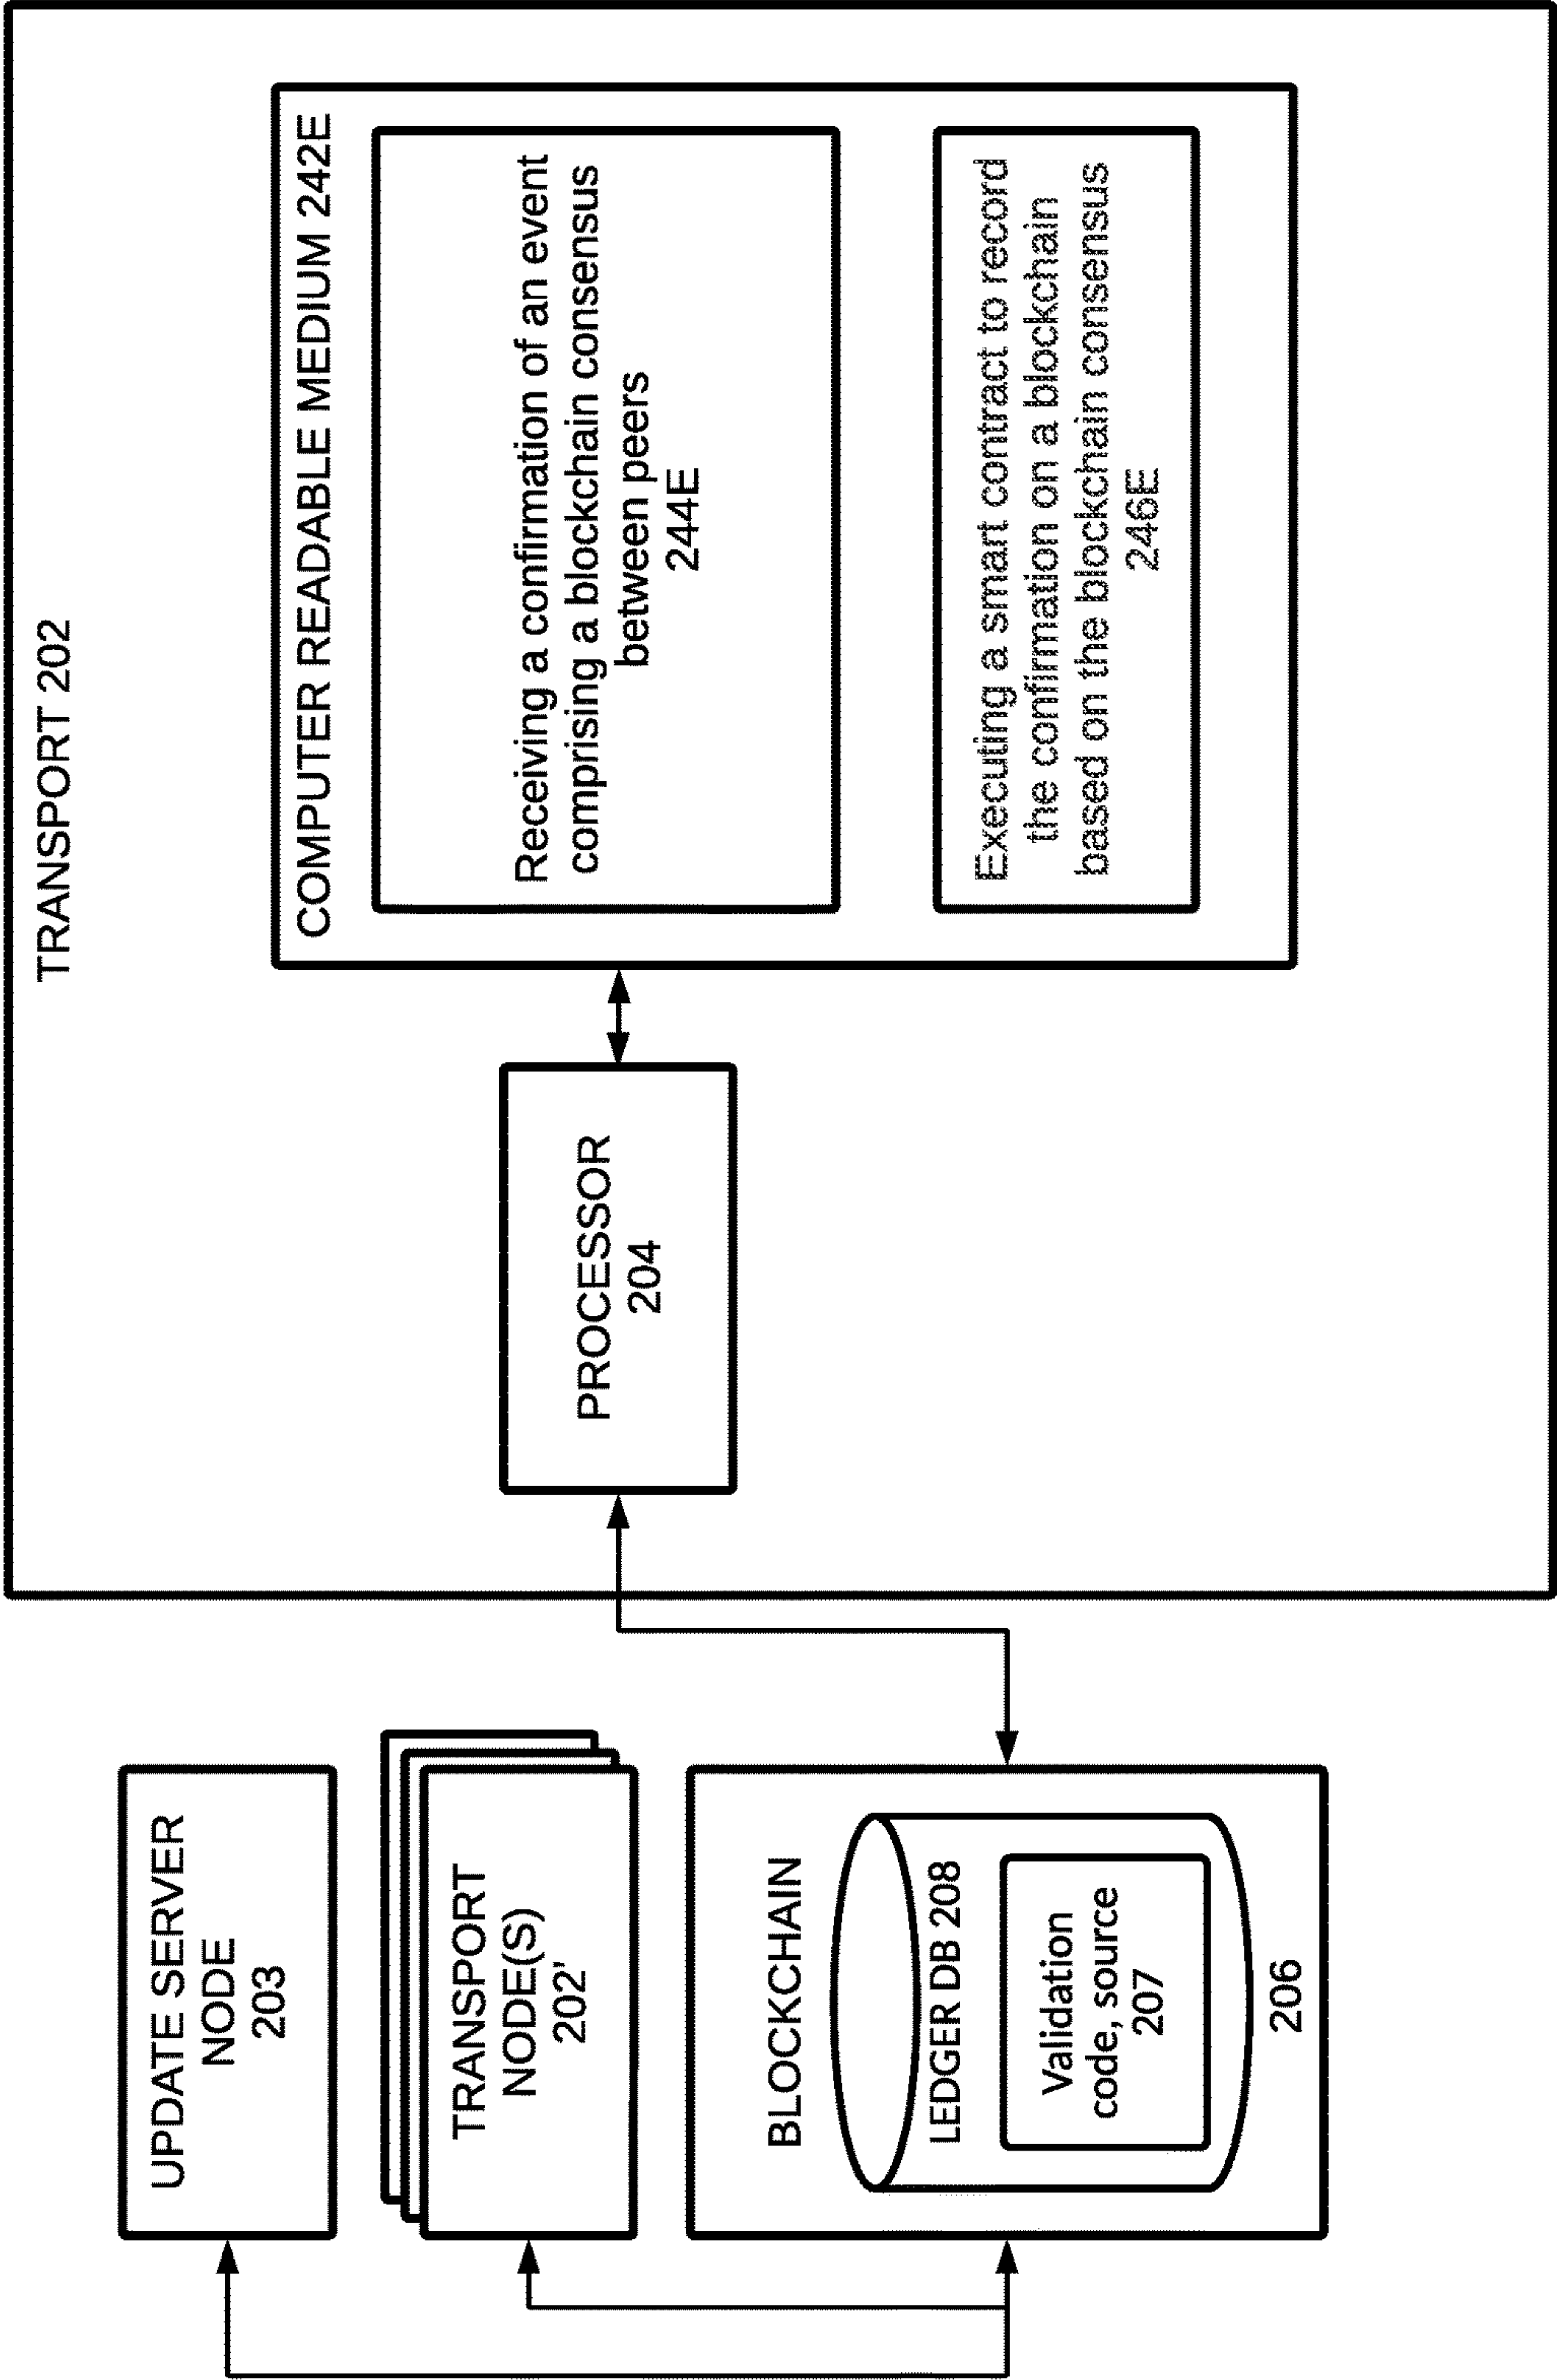 UPDATE SERVER
NODE
203
TRANSPORT
NODE(S)
202'
BLOCKCHAIN
LEDGER DB 208
Validation
code, source
207
206
TRANSPORT 202
PROCESSOR
204
COMPUTER READABLE MEDIUM 242E
Receiving a confirmation of an event
comprising a blockchain consensus
between peers
244E
Executing a smart contract to record
the confirmation on a blockchain
based on the blockchain consensus
246E